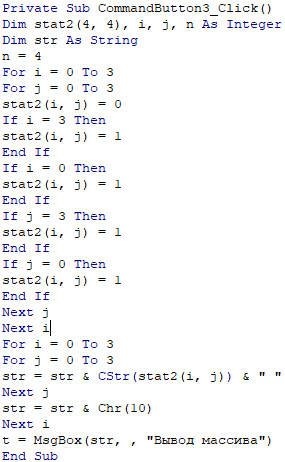 Private Sub CommandButton3_Click()
Dim stat2(4, 4), i, j, n As Integer
Dim str As String
n = 4
For i = 0 To 3
For j = 0 To 3
stat2(i, j) = 0
If i = 3 Then
stat2(i, j) = 1
End If
If i = 0 Then
stat2(i, j) = 1
End If
If j = 3 Then
stat2(i, j) = 1
End If
If j = 0 Then
stat2(i, j) = 1
End If
Next j
Next i
For i = 0 To 3
For j = 0 To 3
str = str & CStr(stat2(i, j)) & " "
Next j
str = str & Chr(10)
Next i
t = MsgBox(str, , "Вывод массива")
End Sub